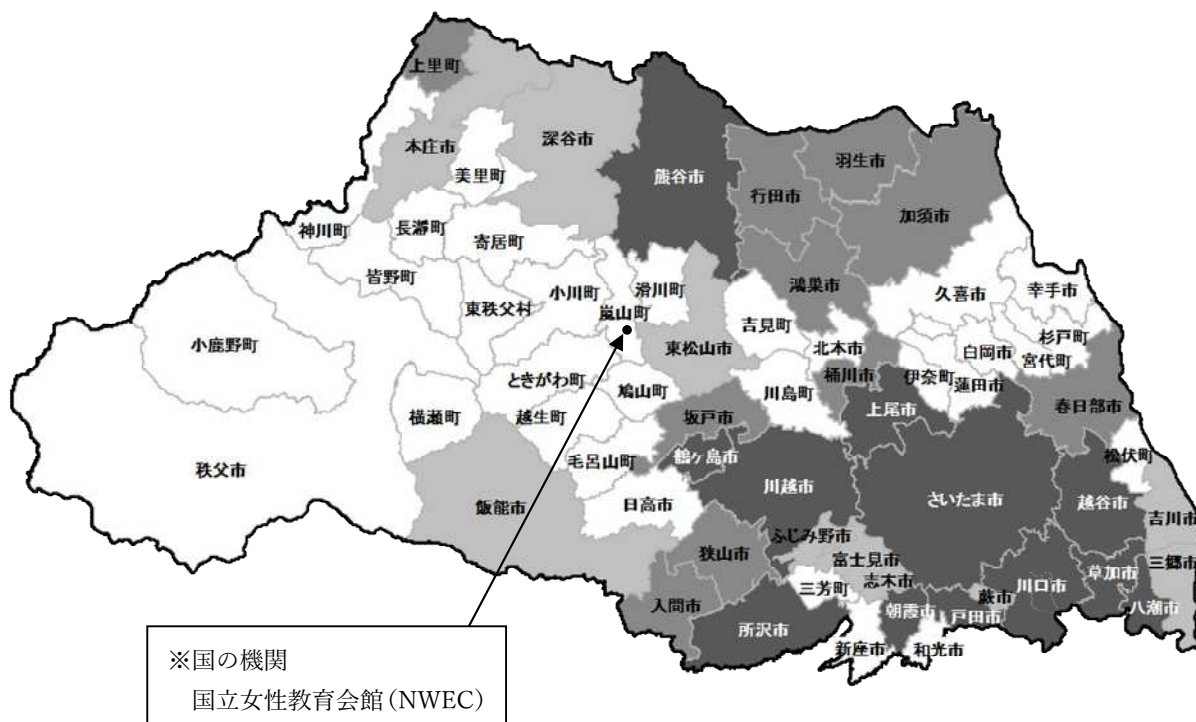 上里町
本庄市
深谷市
美里町
熊谷市
行田市
羽生市
加須市
神川町
長瀞町
寄居町
皆野町
東秩父村
小川町
嵐山町
滑川町
鴻巣市
久喜市
幸手市
小鹿野町
東松山市
吉見町
北本市
白岡市
杉戸町
宮代町
ときがわ町
鳩山町
川島町
桶川市
伊奈町
蓮田市
横瀬町
越生町
坂戸市
上尾市
春日部市
秩父市
毛呂山町
鶴ヶ島市
松伏町
飯能市
日高市
川越市
さいたま市
越谷市
吉川市
狭山市
ふじみ野市
富士見市
三芳町
志木市
川口市
草加市
三郷市
入間市
所沢市
朝霞市
戸田市
蕨市
八潮市
新座市
和光市
※国の機関
国立女性教育会館(NWEC)